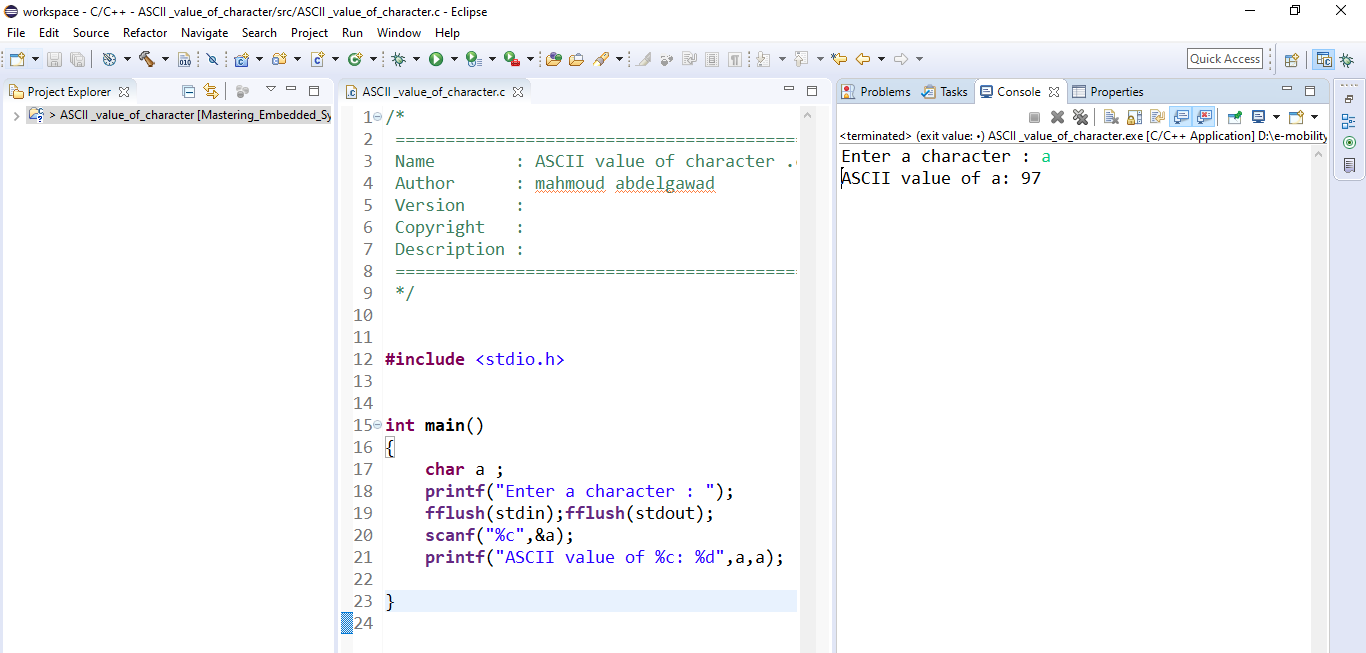 workspace - C/C++ - ASCII _value_of_character/src/ASCII _value_of_character.c - Eclipse
File Edit Source Refactor Navigate Search Project Run Window Help
Quick Access
Project Explorer
> ASCII _value_of_character [Mastering_Embedded_Sy
ASCII _value_of_character.c
1 /*
2 ========================================
3 Name : ASCII value of character .
4 Author : mahmoud abdelgawad
5 Version :
6 Copyright :
7 Description :
8 ========================================
9 */
10
11
12 #include <stdio.h>
13
14
15 int main()
16 {
17 char a ;
18 printf("Enter a character : ");
19 fflush(stdin);fflush(stdout);
20 scanf("%c",&a);
21 printf("ASCII value of %c: %d",a,a);
22
23 }
24
Problems Tasks Console Properties
<terminated> (exit value: •) ASCII _value_of_character.exe [C/C++ Application] D:\e-mobility
Enter a character : a
ASCII value of a: 97